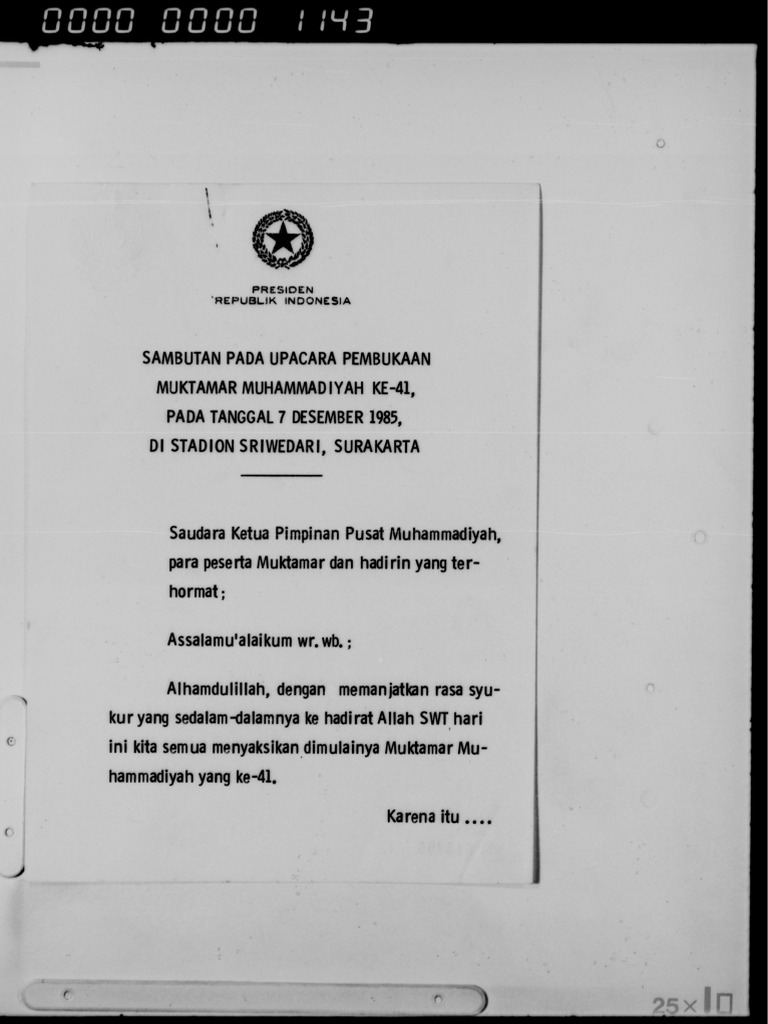 0000 0000 1143
PRESIDEN
REPUBLIK INDONESIA
SAMBUTAN PADA UPACARA PEMBUKAAN
MUKTAMAR MUHAMMADIYAH KE-41,
PADA TANGGAL 7 DESEMBER 1985,
DI STADION SRIWEDARI, SURAKARTA
Saudara Ketua Pimpinan Pusat Muhammadiyah,
para peserta Muktamar dan hadirin yang ter-
hormat;
Assalamu'alaikum wr. wb. ;
Alhamdulillah, dengan memanjatkan rasa syu-
kur yang sedalam-dalamnya ke hadirat Allah SWT hari
ini kita semua menyaksikan dimulainya Muktamar Mu-
hammadiyah yang ke-41.
Karena itu ....
25×